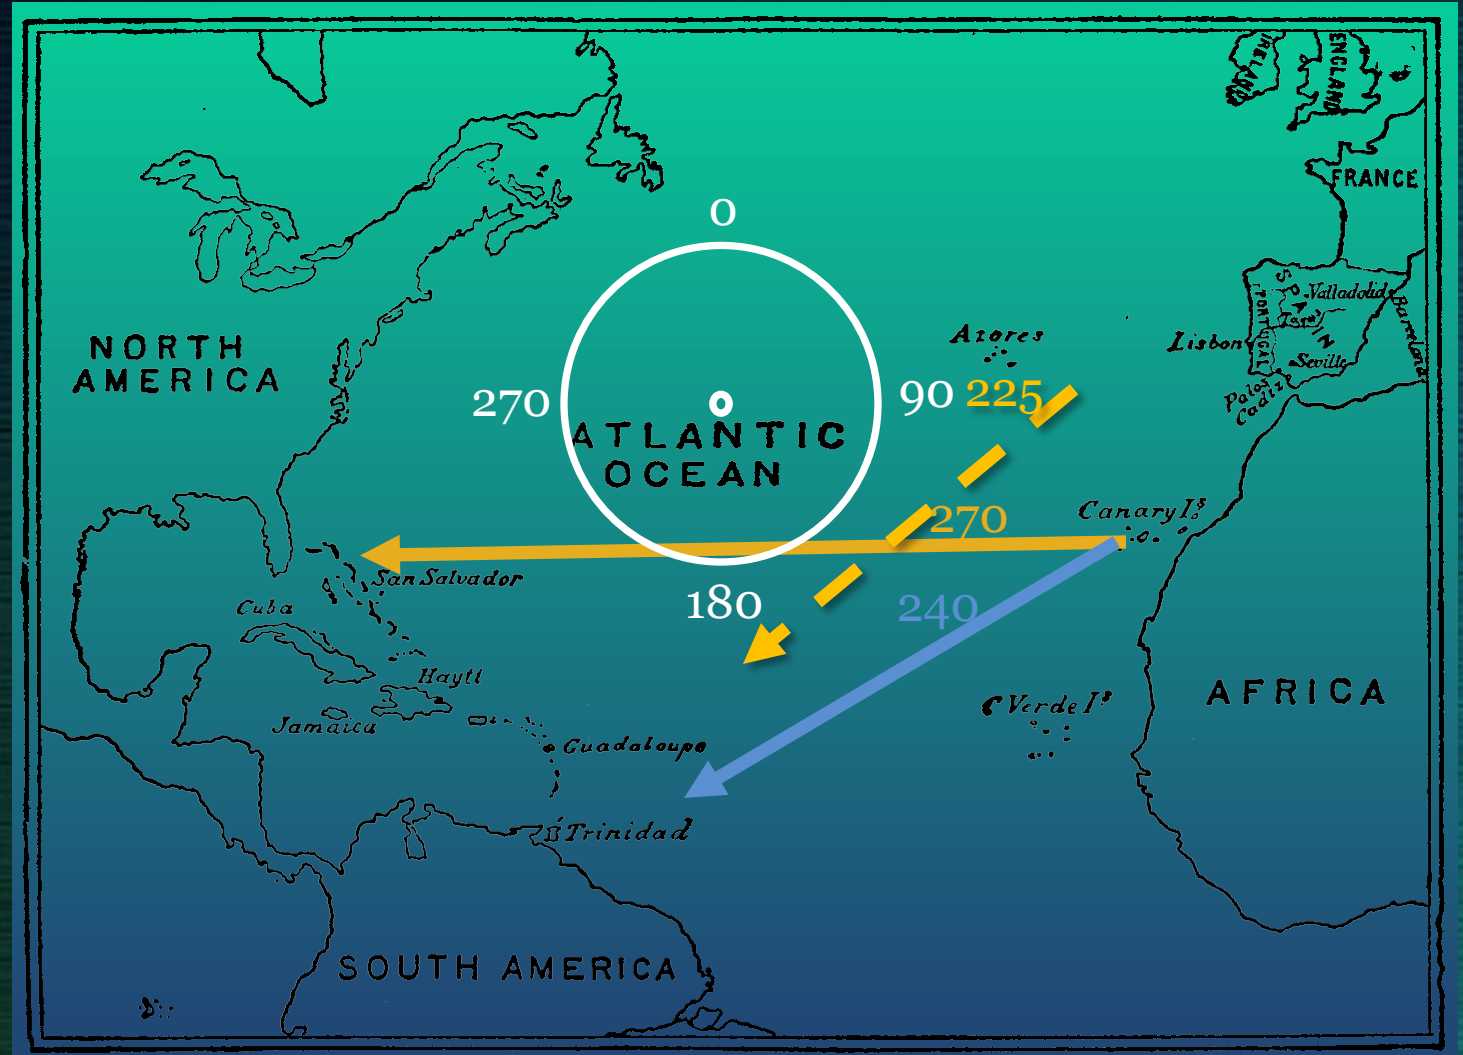 IRELAND
ENGLAND
FRANCE
0
SPAIN
Valladolid
PORTUGAL
Barcelona
Lisbon
Seville
Palos
Cadiz
Azores
NORTH
AMERICA
270
90
225
ATLANTIC
OCEAN
Canary Is
270
San Salvador
Cuba
180
240
Hayti
Jamaica
C Verde Is
AFRICA
Guadaloupe
Trinidad
SOUTH AMERICA